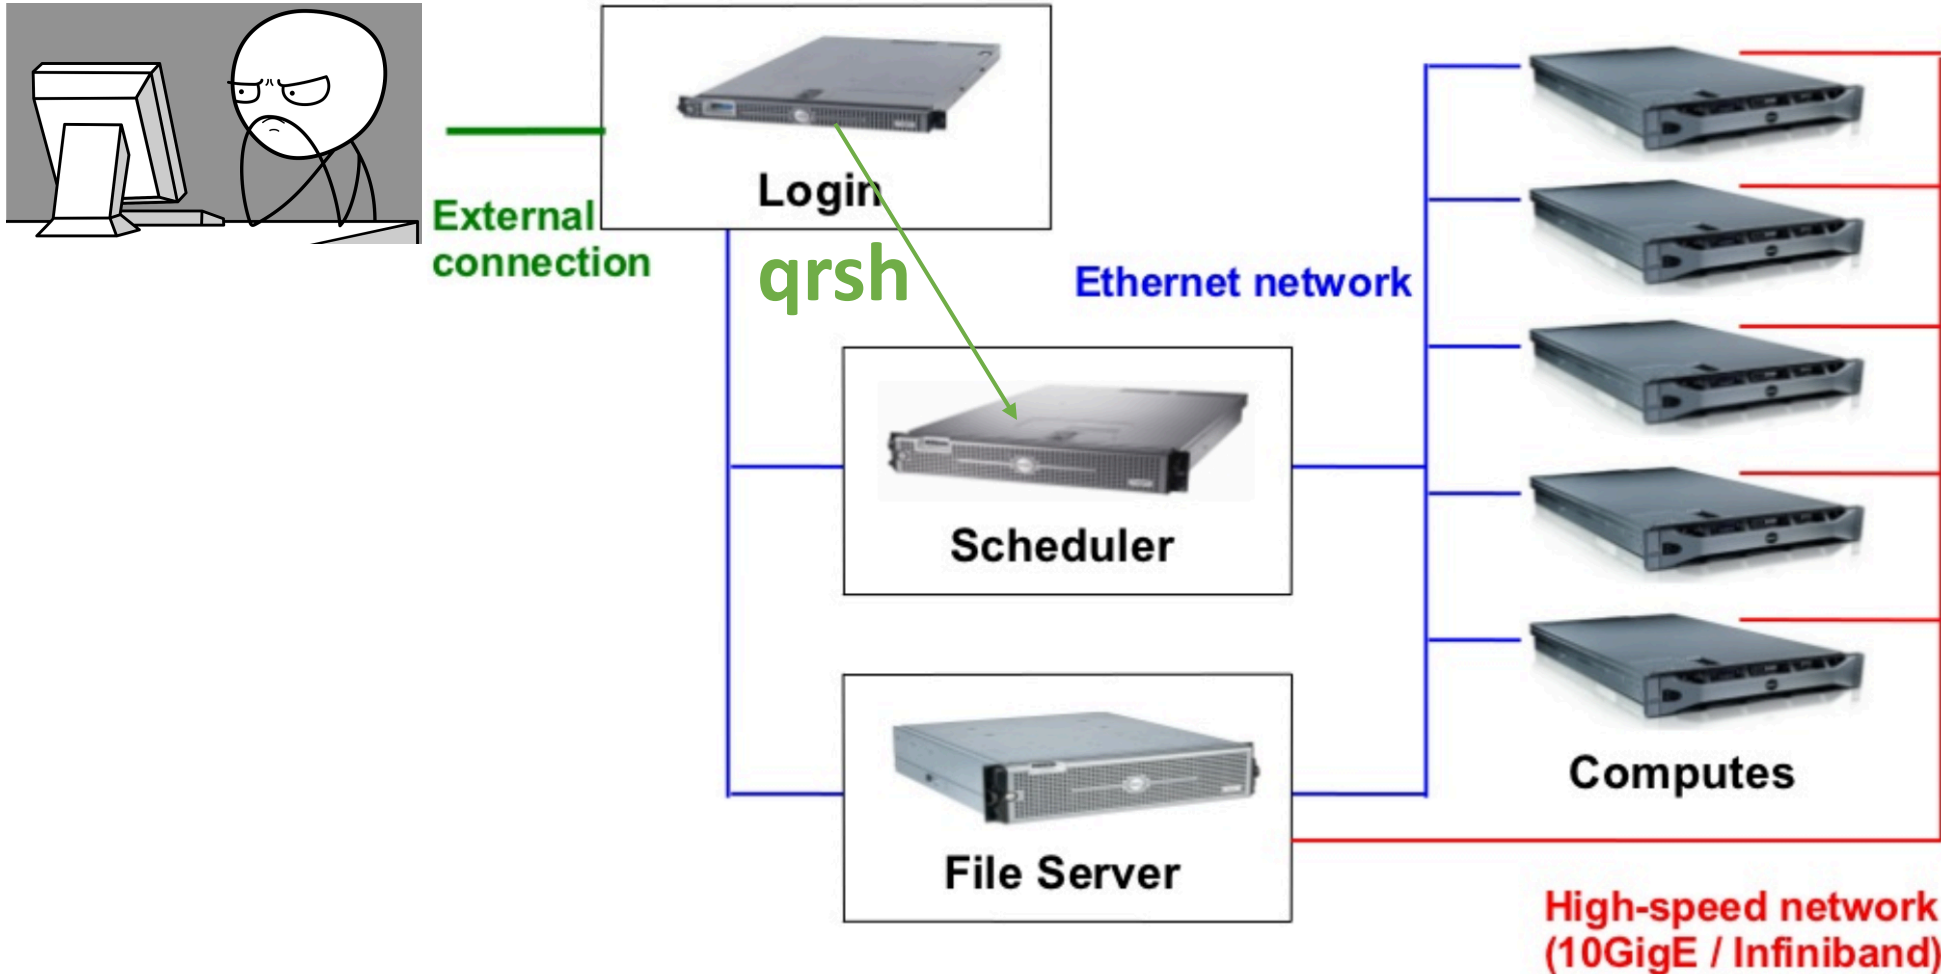 Login
External
connection
qrsh
Ethernet network
Scheduler
File Server
Computes
High-speed network
(10GigE / Infiniband)